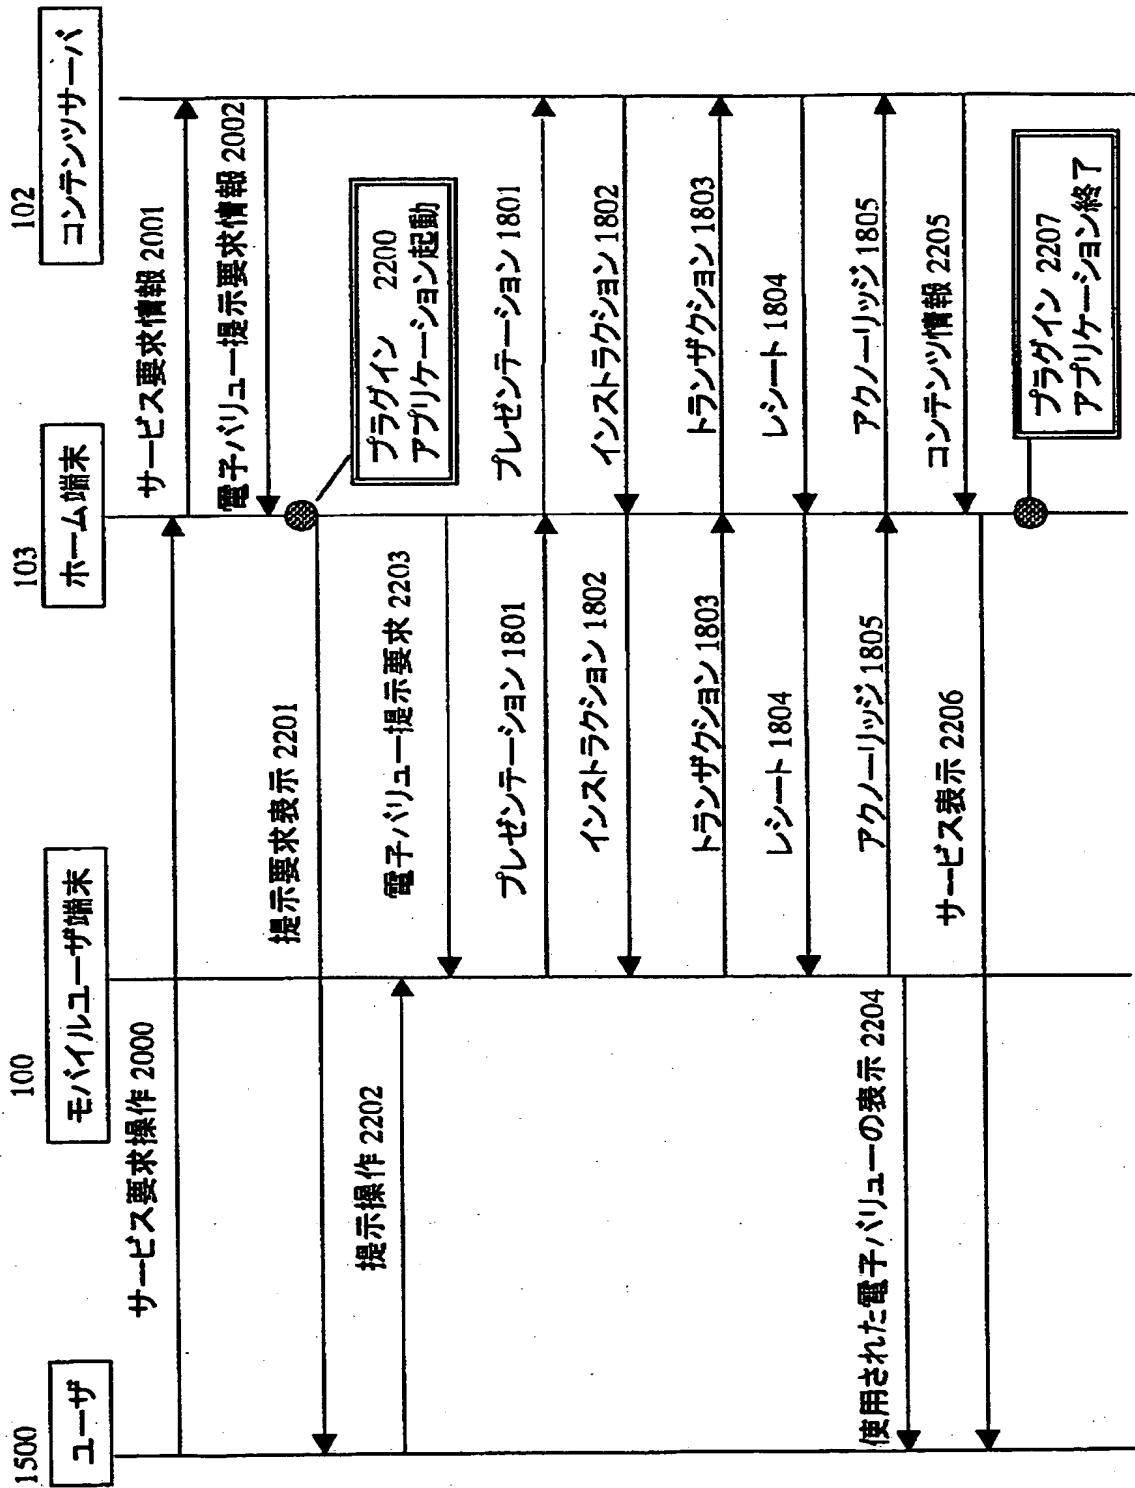 1500
ユーザ
100
モバイルユーザ端末
103
ホーム端末
102
コンテンツサーバ
サービス要求操作 2000
サービス要求情報 2001
電子バリュー提示要求情報 2002
プラグイン 2200
アプリケーション起動
提示要求表示 2201
提示操作 2202
電子バリュー提示要求 2203
プレゼンテーション 1801
プレゼンテーション 1801
インストラクション 1802
インストラクション 1802
トランザクション 1803
トランザクション 1803
レシート 1804
レシート 1804
アクノーリッジ 1805
アクノーリッジ 1805
使用された電子バリューの表示 2204
コンテンツ情報 2205
サービス表示 2206
プラグイン 2207
アプリケーション終了